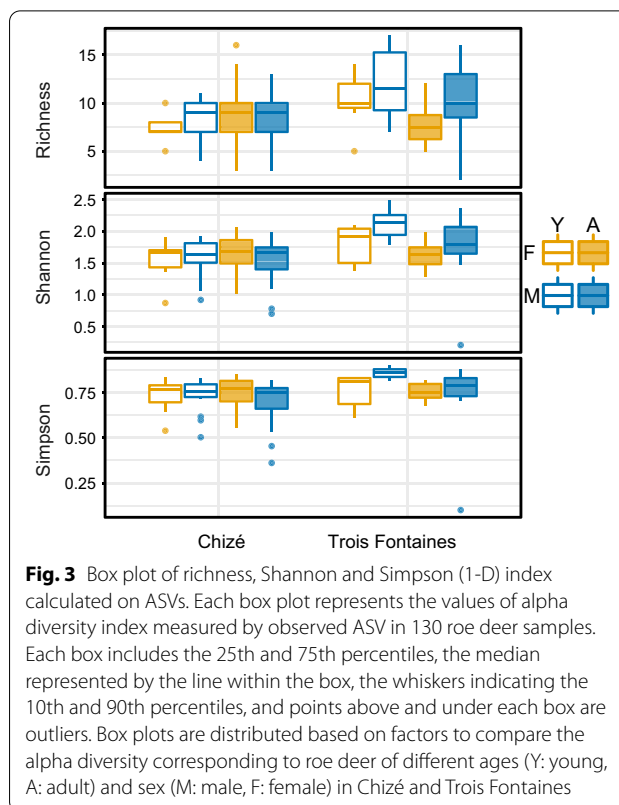 15
10
5
Richness
2.5
2.0
1.5
1.0
0.5
Shannon
Y A
F
M
0.75
0.50
0.25
Simpson
Chizé Trois Fontaines
Fig. 3 Box plot of richness, Shannon and Simpson (1-D) index
calculated on ASVs. Each box plot represents the values of alpha
diversity index measured by observed ASV in 130 roe deer samples.
Each box includes the 25th and 75th percentiles, the median
represented by the line within the box, the whiskers indicating the
10th and 90th percentiles, and points above and under each box are
outliers. Box plots are distributed based on factors to compare the
alpha diversity corresponding to roe deer of different ages (Y: young,
A: adult) and sex (M: male, F: female) in Chizé and Trois Fontaines